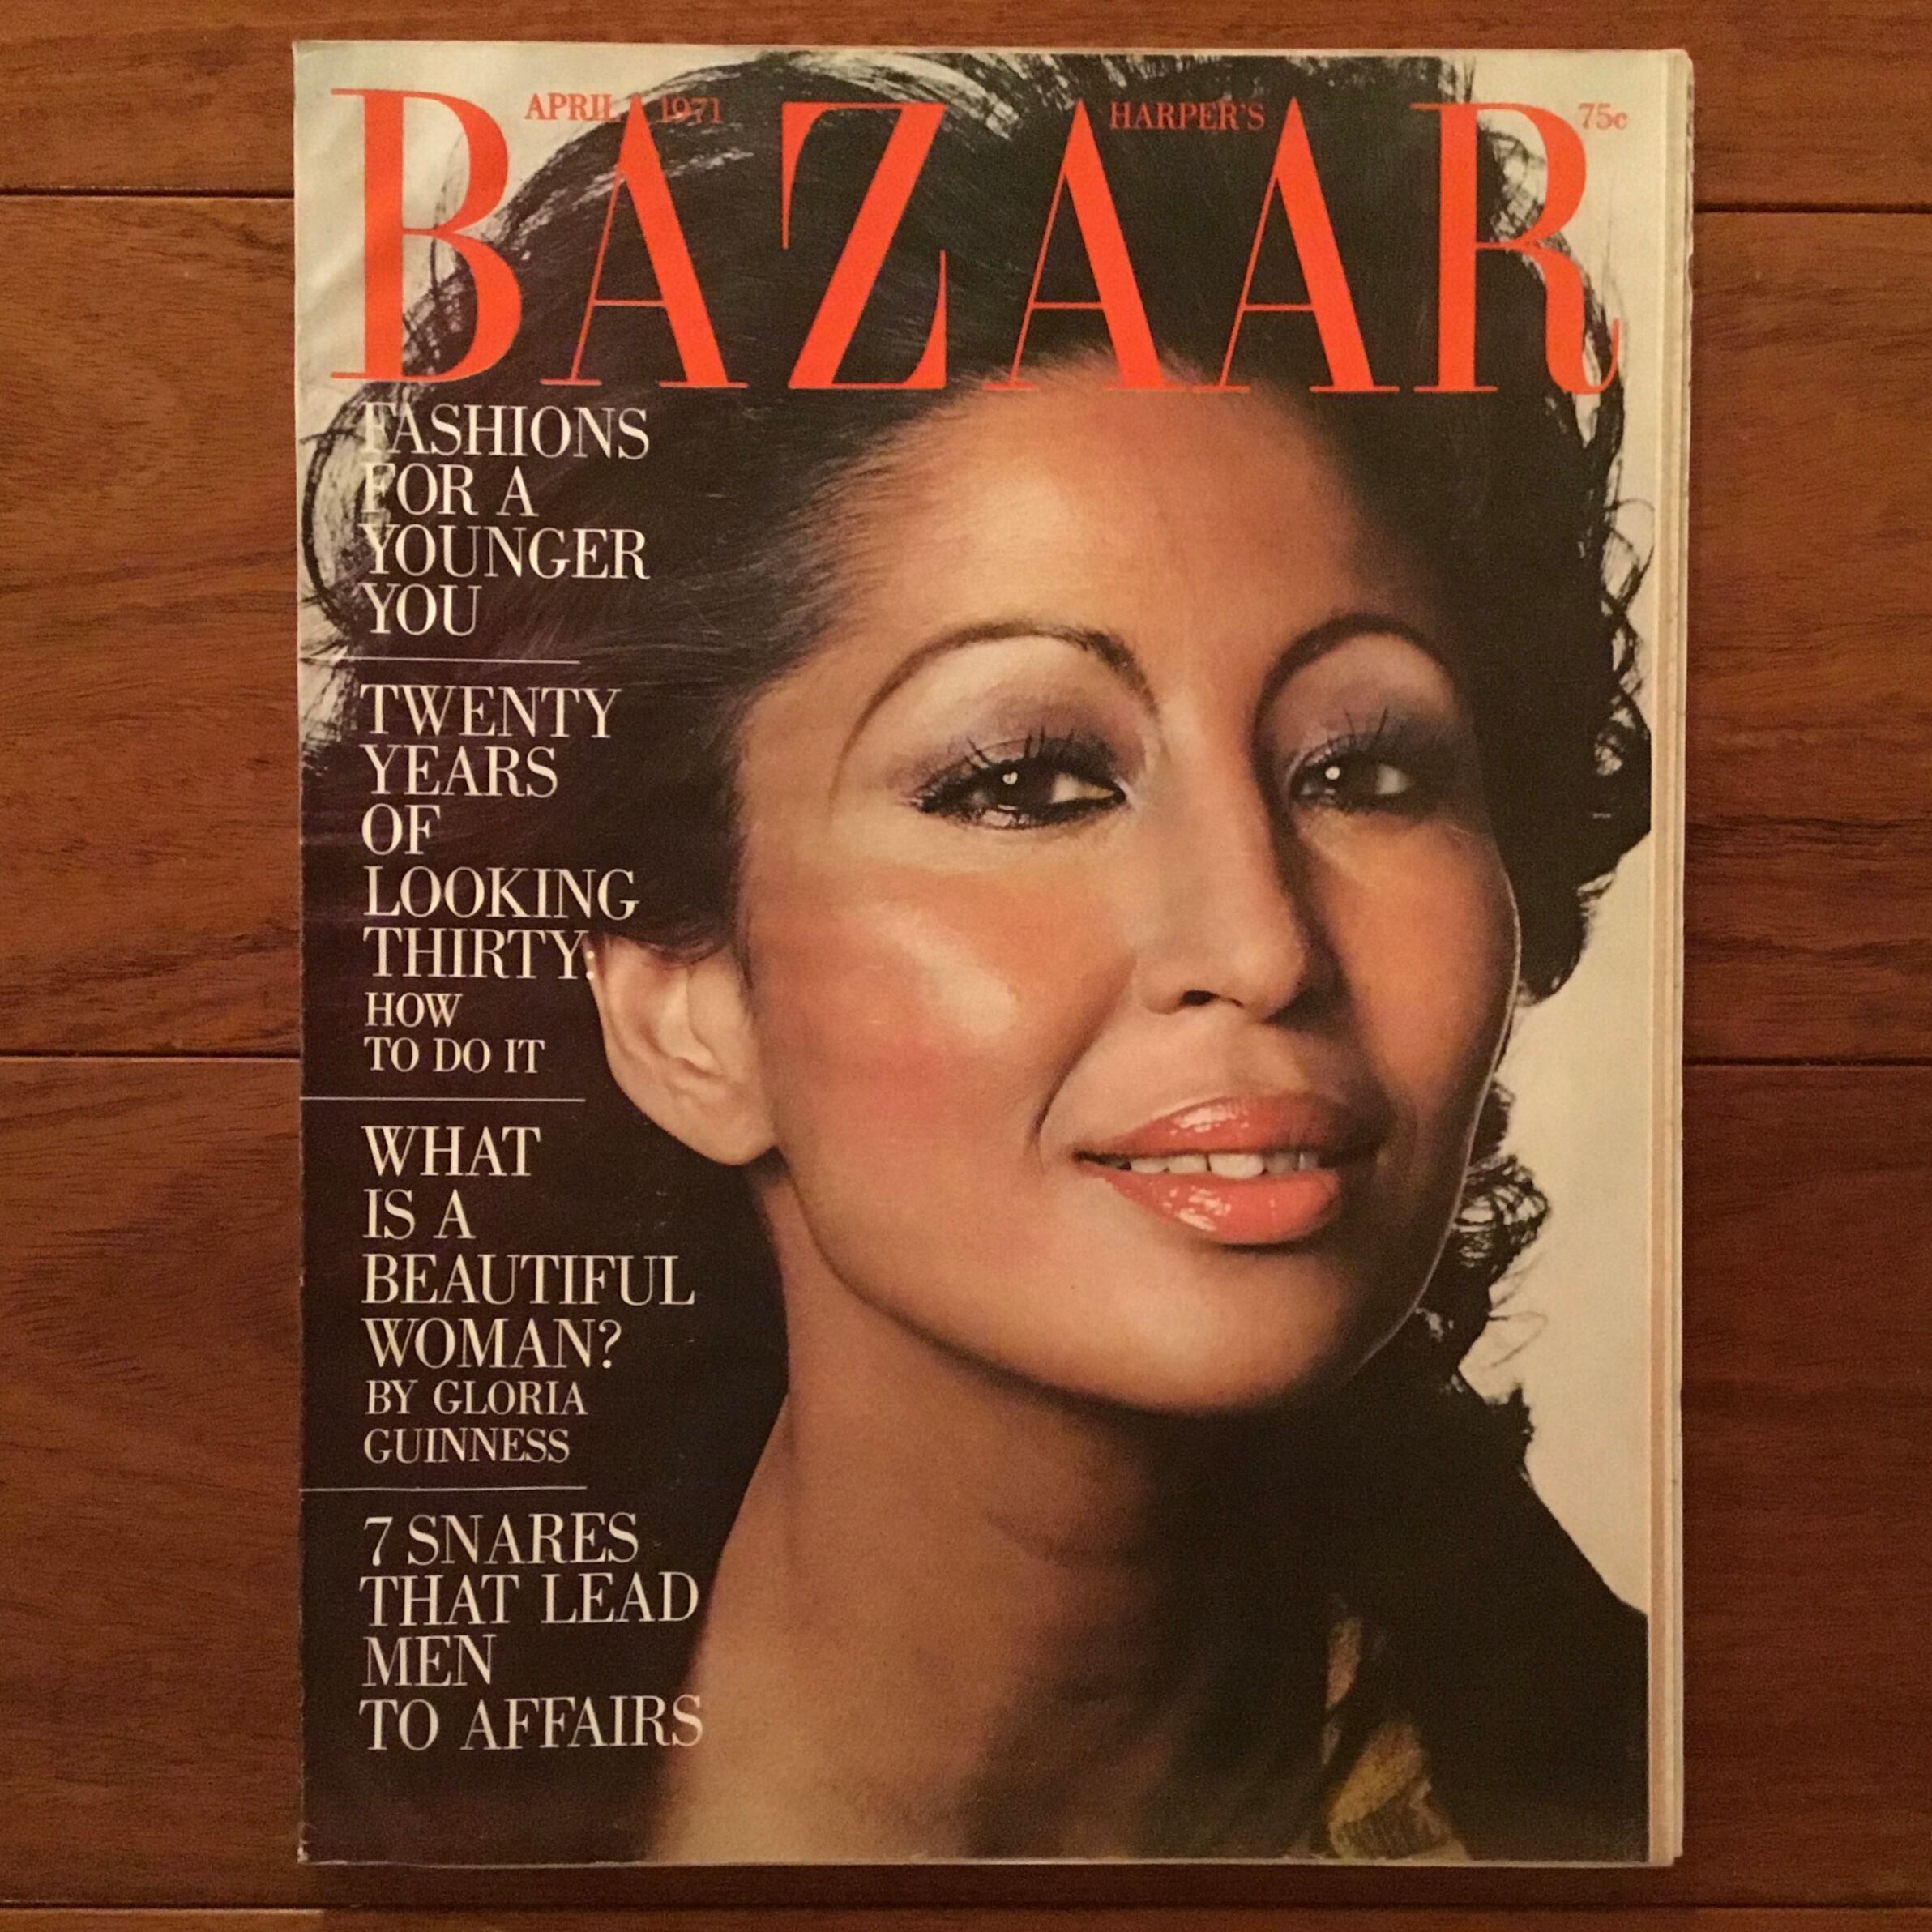 APRIL 1971 HARPER'S 75c
BAZAAR
FASHIONS
FOR A
YOUNGER
YOU
TWENTY
YEARS
OF
LOOKING
THIRTY:
HOW
TO DO IT
WHAT
IS A
BEAUTIFUL
WOMAN?
BY GLORIA
GUINNESS
7 SNARES
THAT LEAD
MEN
TO AFFAIRS